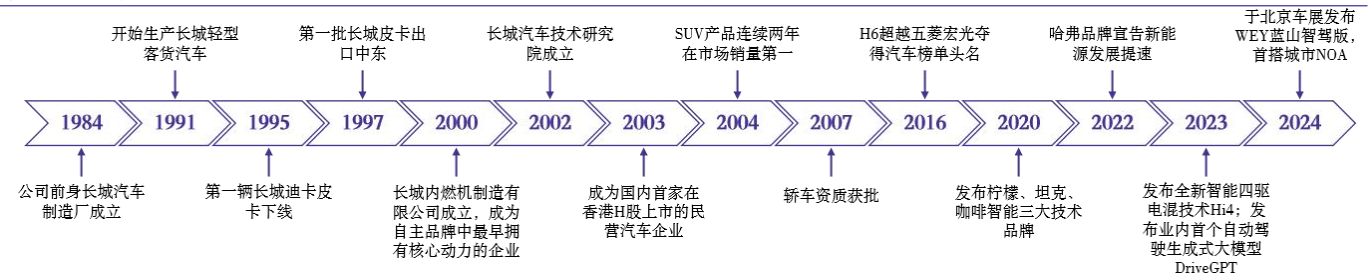 开始生产长城轻型
客货汽车
第一批长城皮卡出
口中东
长城汽车技术研究
院成立
SUV产品连续两年
在市场销量第一
H6超越五菱宏光夺
得汽车榜单头名
哈弗品牌宣告新能
源发展提速
于北京车展发布
WEY蓝山智驾版，
首搭城市NOA
1984
1991
1995
1997
2000
2002
2003
2004
2007
2016
2020
2022
2023
2024
公司前身长城汽车
制造厂成立
第一辆长城迪卡皮
卡下线
长城内燃机制造有
限公司成立，成为
自主品牌中最早拥
有核心动力的企业
成为国内首家在
香港H股上市的民
营汽车企业
轿车资质获批
发布柠檬、坦克、
咖啡智能三大技术
品牌
发布全新智能四驱
电混技术Hi4；发
布业内首个自动驾
驶生成式大模型
DriveGPT